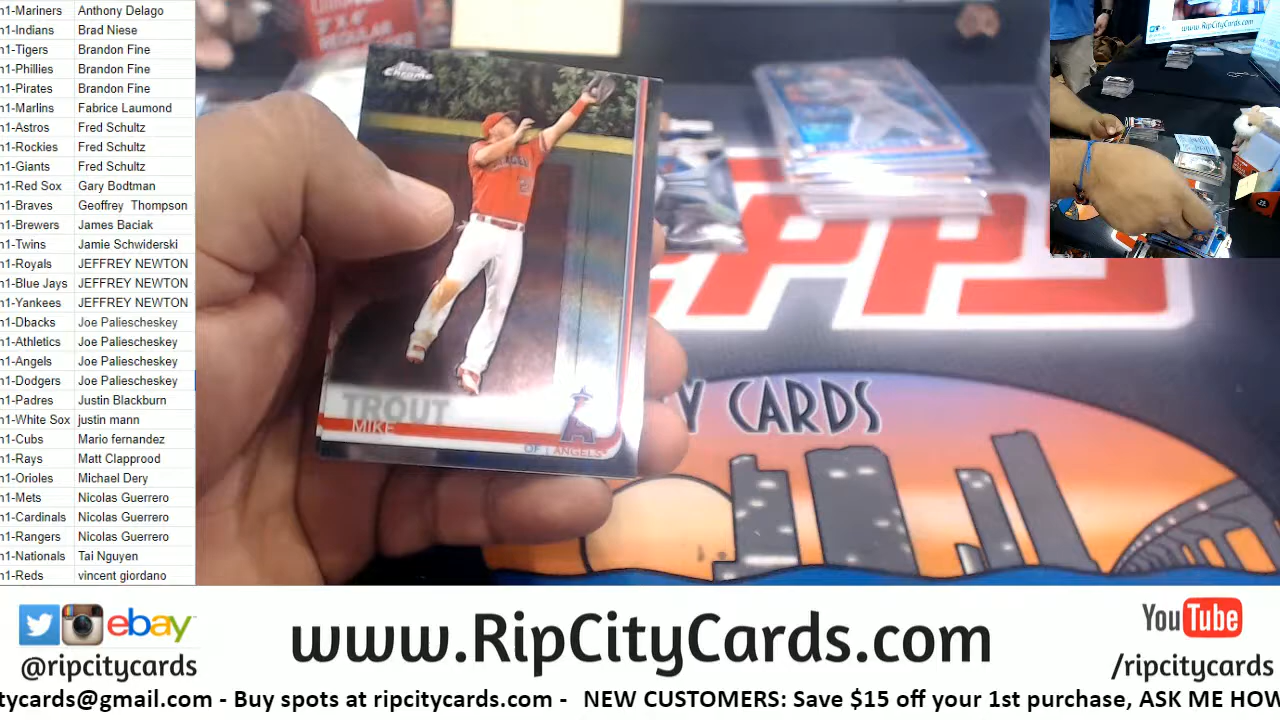 n1-Mariners Anthony Delago
n1-Indians Brad Niese
n1-Tigers Brandon Fine
n1-Phillies Brandon Fine
n1-Pirates Brandon Fine
n1-Marlins Fabrice Laumond
n1-Astros Fred Schultz
n1-Rockies Fred Schultz
n1-Giants Fred Schultz
n1-Red Sox Gary Bodtman
n1-Braves Geoffrey Thompson
n1-Brewers James Baciak
n1-Twins Jamie Schwiderski
n1-Royals JEFFREY NEWTON
n1-Blue Jays JEFFREY NEWTON
n1-Yankees JEFFREY NEWTON
n1-Dbacks Joe Paliescheskey
n1-Athletics Joe Paliescheskey
n1-Angels Joe Paliescheskey
n1-Dodgers Joe Paliescheskey
n1-Padres Justin Blackburn
n1-White Sox justin mann
n1-Cubs Mario fernandez
n1-Rays Matt Clapprood
n1-Orioles Michael Dery
n1-Mets Nicolas Guerrero
n1-Cardinals Nicolas Guerrero
n1-Rangers Nicolas Guerrero
n1-Nationals Tai Nguyen
n1-Reds vincent giordano
Topps Chrome
TROUT
MIKE
OF ANGELS
REGULAR
www.RipCityCards.com
Y CARDS
ebay
@ripcitycards
www.RipCityCards.com
YouTube
/ripcitycards
tycards@gmail.com - Buy spots at ripcitycards.com - NEW CUSTOMERS: Save $15 off your 1st purchase, ASK ME HOW